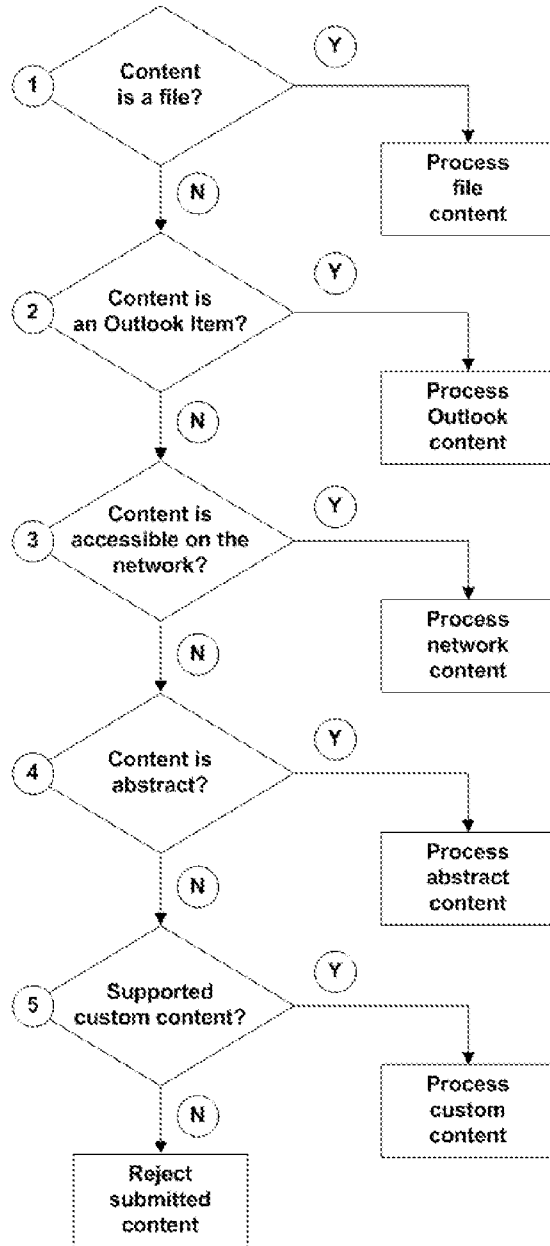 Y
1
Content
is a file?
Process
file
content
N
Y
2
Content is
an Outlook Item?
Process
Outlook
content
N
Y
3
Content is
accessible on the
network?
Process
network
content
N
Y
4
Content is
abstract?
Process
abstract
content
N
Y
5
Supported
custom content?
Process
custom
content
N
Reject
submitted
content